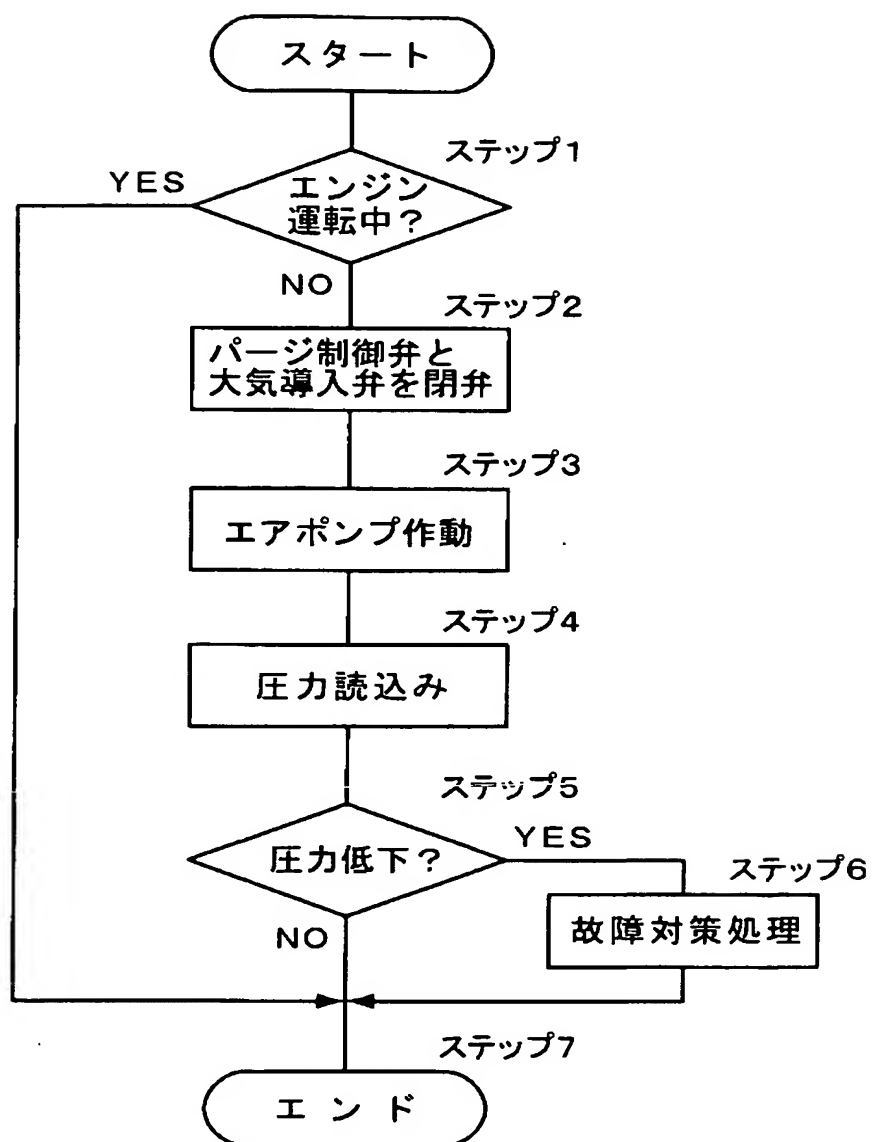 スタート
ステップ1
YES
エンジン
運転中?
NO
ステップ2
パージ制御弁と
大気導入弁を閉弁
ステップ3
エアポンプ作動
ステップ4
圧力読込み
ステップ5
圧力低下?
YES
ステップ6
故障対策処理
NO
ステップ7
エンド